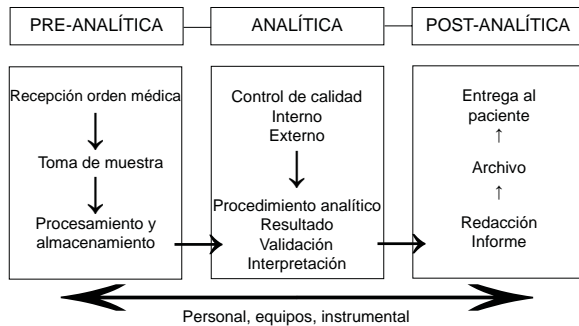 PRE-ANALÍTICA
ANALÍTICA
POST-ANALÍTICA
Recepción orden médica
Toma de muestra
Procesamiento y
almacenamiento
Control de calidad
Interno
Externo
Procedimiento analítico
Resultado
Validación
Interpretación
Entrega al
paciente
Archivo
Redacción
Informe
Personal, equipos, instrumental